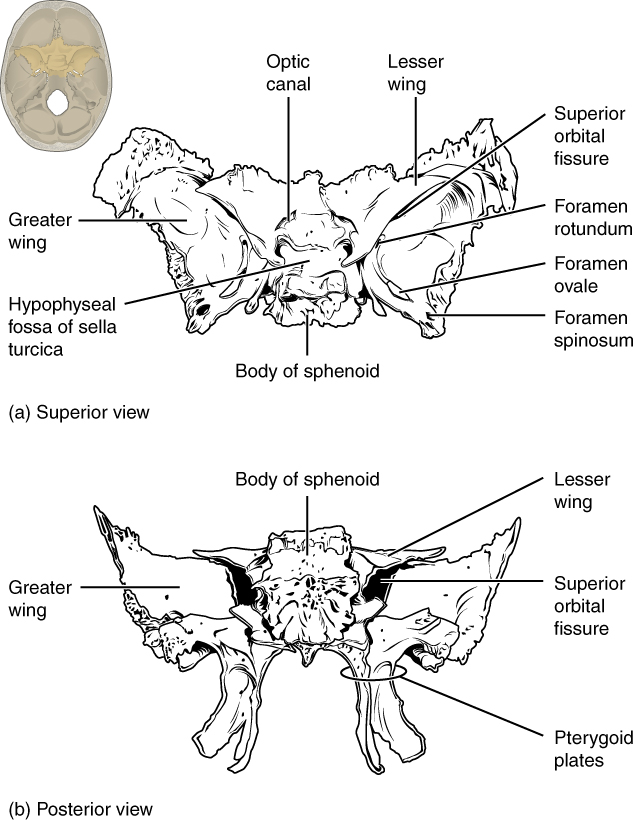 Optic
canal
Lesser
wing
Superior
orbital
fissure
Greater
wing
Foramen
rotundum
Foramen
ovale
Hypophyseal
fossa of sella
turcica
Foramen
spinosum
Body of sphenoid
(a) Superior view
Body of sphenoid
Lesser
wing
Greater
wing
Superior
orbital
fissure
Pterygoid
plates
(b) Posterior view